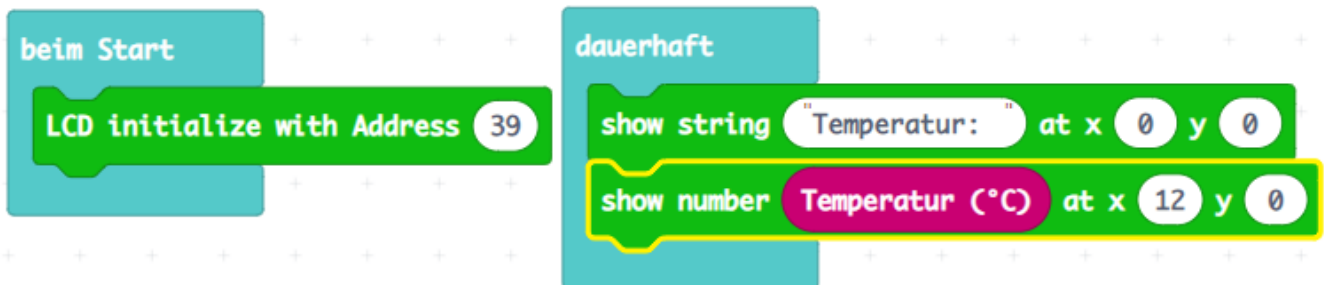 beim Start
LCD initialize with Address 39
dauerhaft
show string "Temperatur: " at x 0 y 0
show number Temperatur (°C) at x 12 y 0